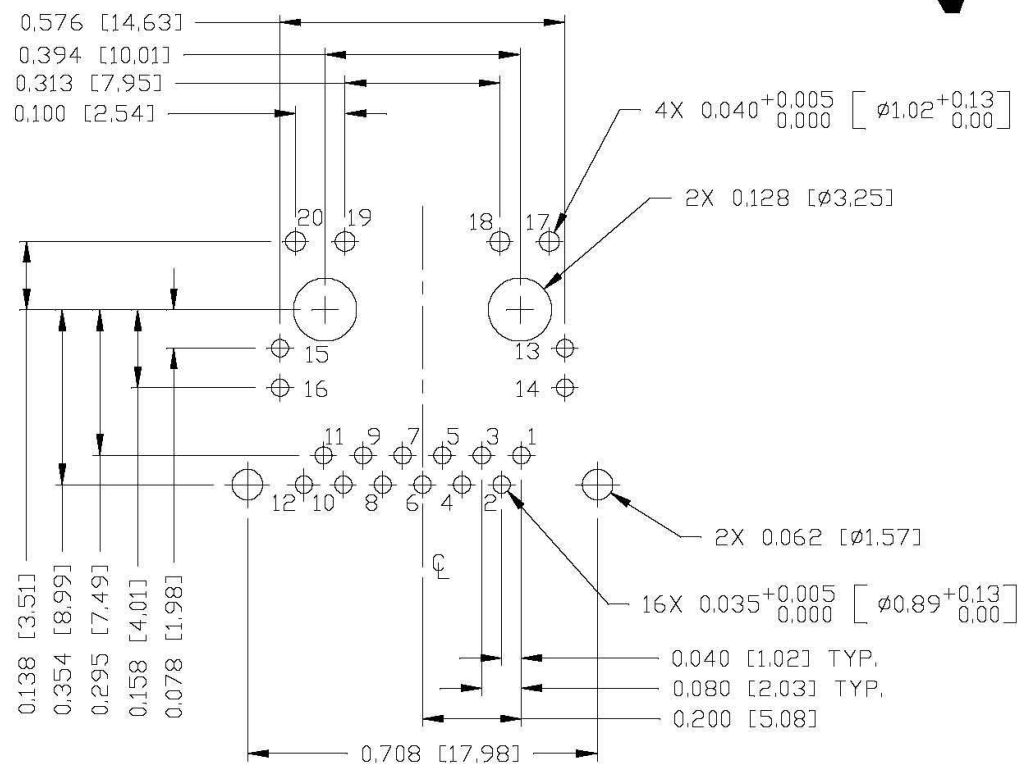 0.576 [14.63]
0.394 [10.01]
0.313 [7.95]
0.100 [2.54]
4X 0.040 +0.005 0.000 [ ø1.02 +0.13 0.00 ]
2X 0.128 [ø3.25]
20 19 18 17
15 13
16 14
11 9 7 5 3 1
12 10 8 6 4 2
℄
2X 0.062 [ø1.57]
16X 0.035 +0.005 0.000 [ ø0.89 +0.13 0.00 ]
0.040 [1.02] TYP.
0.080 [2.03] TYP.
0.200 [5.08]
0.708 [17.98]
0.138 [3.51]
0.354 [8.99]
0.295 [7.49]
0.158 [4.01]
0.078 [1.98]